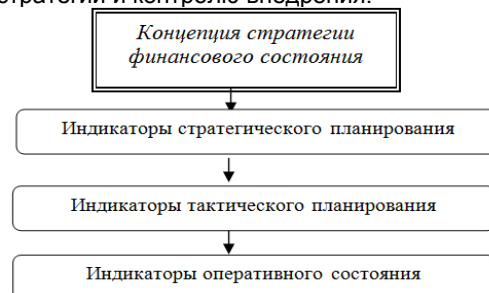 стратегии и контролю внедрения.
Концепция стратегии
финансового состояния
Индикаторы стратегического планирования
Индикаторы тактического планирования
Индикаторы оперативного состояния